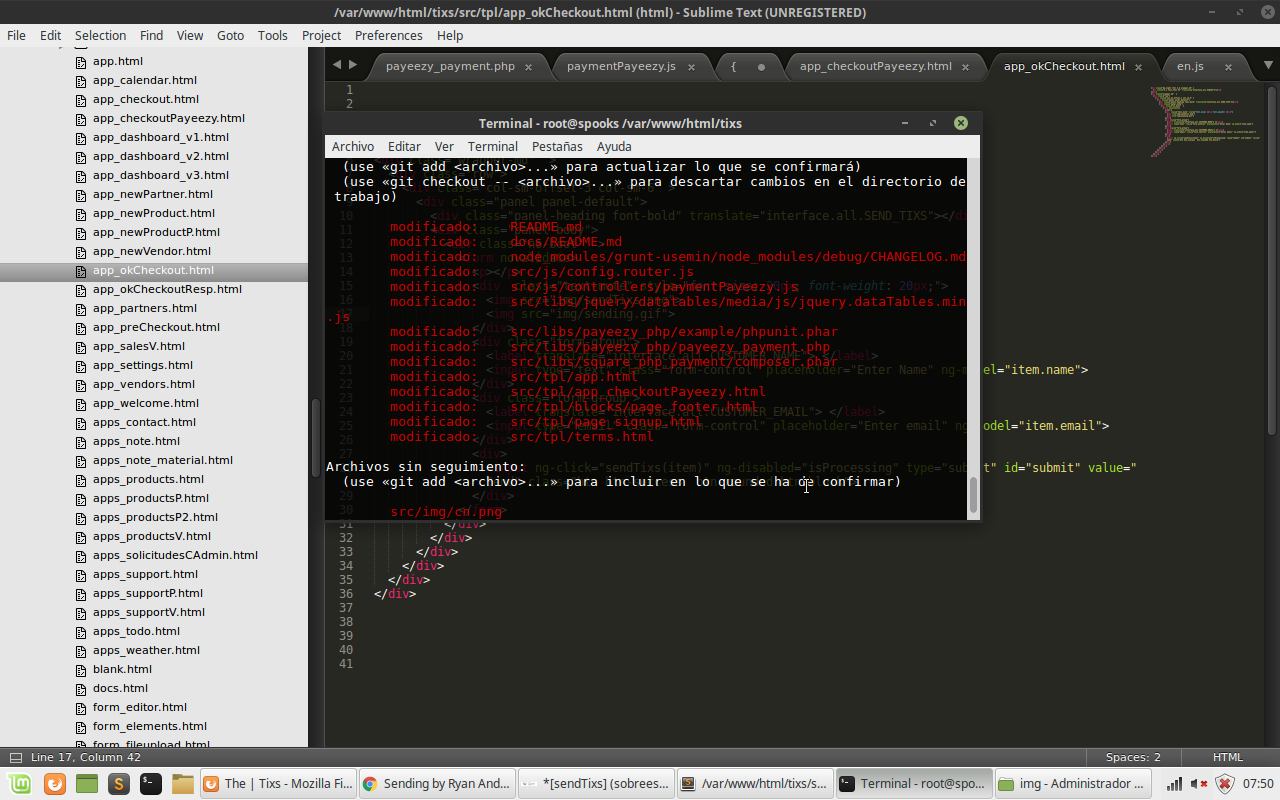 /var/www/html/tixs/src/tpl/app_okCheckout.html (html) - Sublime Text (UNREGISTERED)
File Edit Selection Find View Goto Tools Project Preferences Help
app.html
app_calendar.html
app_checkout.html
app_checkoutPayeezy.html
app_dashboard_v1.html
app_dashboard_v2.html
app_dashboard_v3.html
app_newPartner.html
app_newProduct.html
app_newProductP.html
app_newVendor.html
app_okCheckout.html
app_okCheckoutResp.html
app_partners.html
app_preCheckout.html
app_salesV.html
app_settings.html
app_vendors.html
app_welcome.html
apps_contact.html
apps_note.html
apps_note_material.html
apps_products.html
apps_productsP.html
apps_productsP2.html
apps_productsV.html
apps_solicitudesCAdmin.html
apps_support.html
apps_supportP.html
apps_supportV.html
apps_todo.html
apps_weather.html
blank.html
docs.html
form_editor.html
form_elements.html
form_fileupload.html
payeezy_payment.php
paymentPayeezy.js
{
app_checkoutPayeezy.html
app_okCheckout.html
en.js
1
2
Terminal - root@spooks /var/www/html/tixs
Archivo Editar Ver Terminal Pestañas Ayuda
(use «git add <archivo>...» para actualizar lo que se confirmará)
(use «git checkout -- <archivo>...» para descartar cambios en el directorio de
trabajo)
modificado: README.md
modificado: docs/README.md
modificado: node_modules/grunt-usemin/node_modules/debug/CHANGELOG.md
modificado: src/js/config.router.js
modificado: src/js/controllers/paymentPayeezy.js
modificado: src/libs/jquery/datatables/media/js/jquery.dataTables.min
.js
modificado: src/libs/payeezy_php/example/phpunit.phar
modificado: src/libs/payeezy_php/payeezy_payment.php
modificado: src/libs/square_php_payment/composer.phar
modificado: src/tpl/app.html
modificado: src/tpl/app_checkoutPayeezy.html
modificado: src/tpl/blocks/page_footer.html
modificado: src/tpl/page_signup.html
modificado: src/tpl/terms.html
Archivos sin seguimiento:
(use «git add <archivo>...» para incluir en lo que se ha de confirmar)
src/img/cd.png
el="item.name">
odel="item.email">
t" id="submit" value="
31 </div>
32 </div>
33 </div>
34 </div>
35 </div>
36 </div>
37
38
39
40
41
Line 17, Column 42
Spaces: 2
HTML
The | Tixs - Mozilla Fi...
Sending by Ryan And...
*[sendTixs] (sobrees...
/var/www/html/tixs/s...
Terminal - root@spo...
img - Administrador ...
07:50